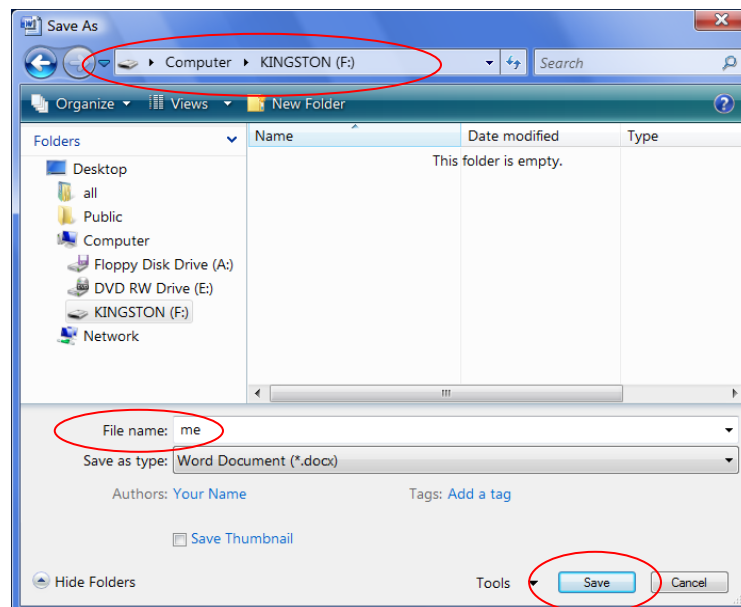 Save As
Computer KINGSTON (F:) Search
Organize Views New Folder
Folders Name Date modified Type
This folder is empty.
Desktop
all
Public
Computer
Floppy Disk Drive (A:)
DVD RW Drive (E:)
KINGSTON (F:)
Network
File name: me
Save as type: Word Document (*.docx)
Authors: Your Name Tags: Add a tag
Save Thumbnail
Hide Folders Tools Save Cancel